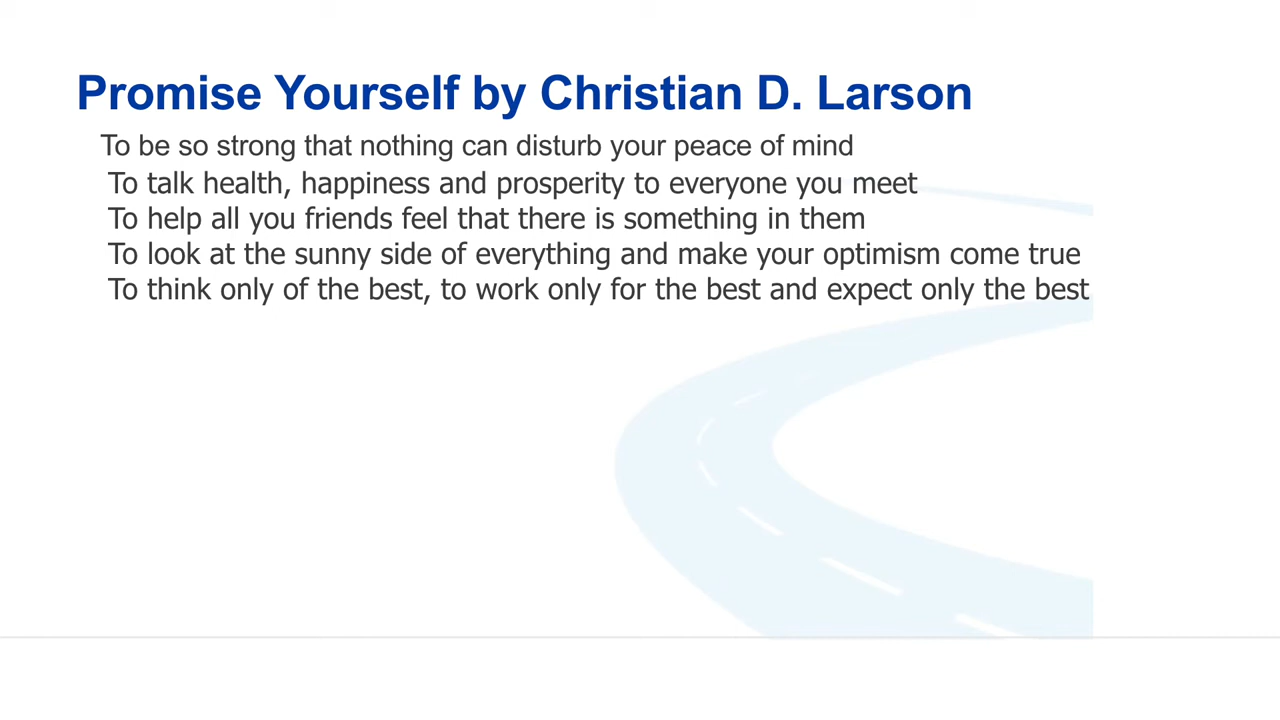 Promise Yourself by Christian D. Larson
To be so strong that nothing can disturb your peace of mind
To talk health, happiness and prosperity to everyone you meet
To help all you friends feel that there is something in them
To look at the sunny side of everything and make your optimism come true
To think only of the best, to work only for the best and expect only the best